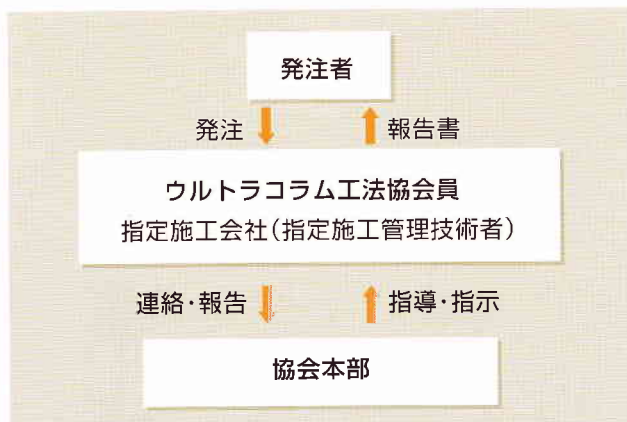 発注者
発注 報告書
ウルトラコラム工法協会員
指定施工会社(指定施工管理技術者)
連絡・報告 指導・指示
協会本部